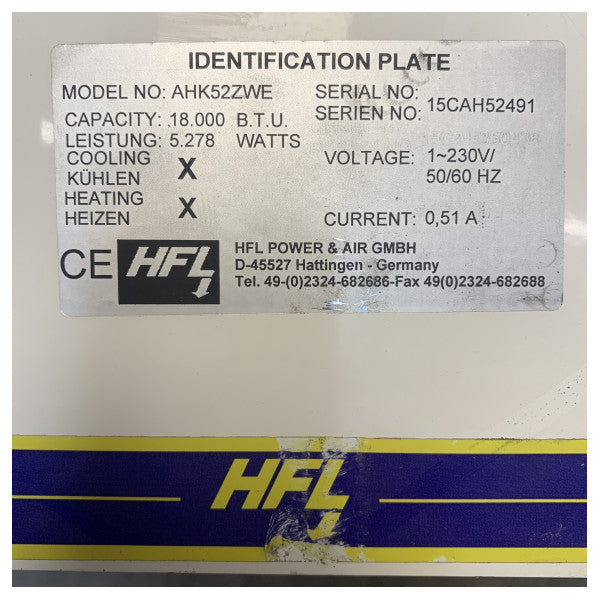 IDENTIFICATION PLATE
MODEL NO: AHK52ZWE
CAPACITY: 18.000 B.T.U.
LEISTUNG: 5.278 WATTS
COOLING
KÜHLEN X
HEATING
HEIZEN X
SERIAL NO:
SERIEN NO: 15CAH52491
VOLTAGE: 1~230V/
50/60 HZ
CURRENT: 0,51 A
CE HFL
HFL POWER & AIR GMBH
D-45527 Hattingen - Germany
Tel. 49-(0)2324-682686-Fax 49(0)2324-682688
HFL